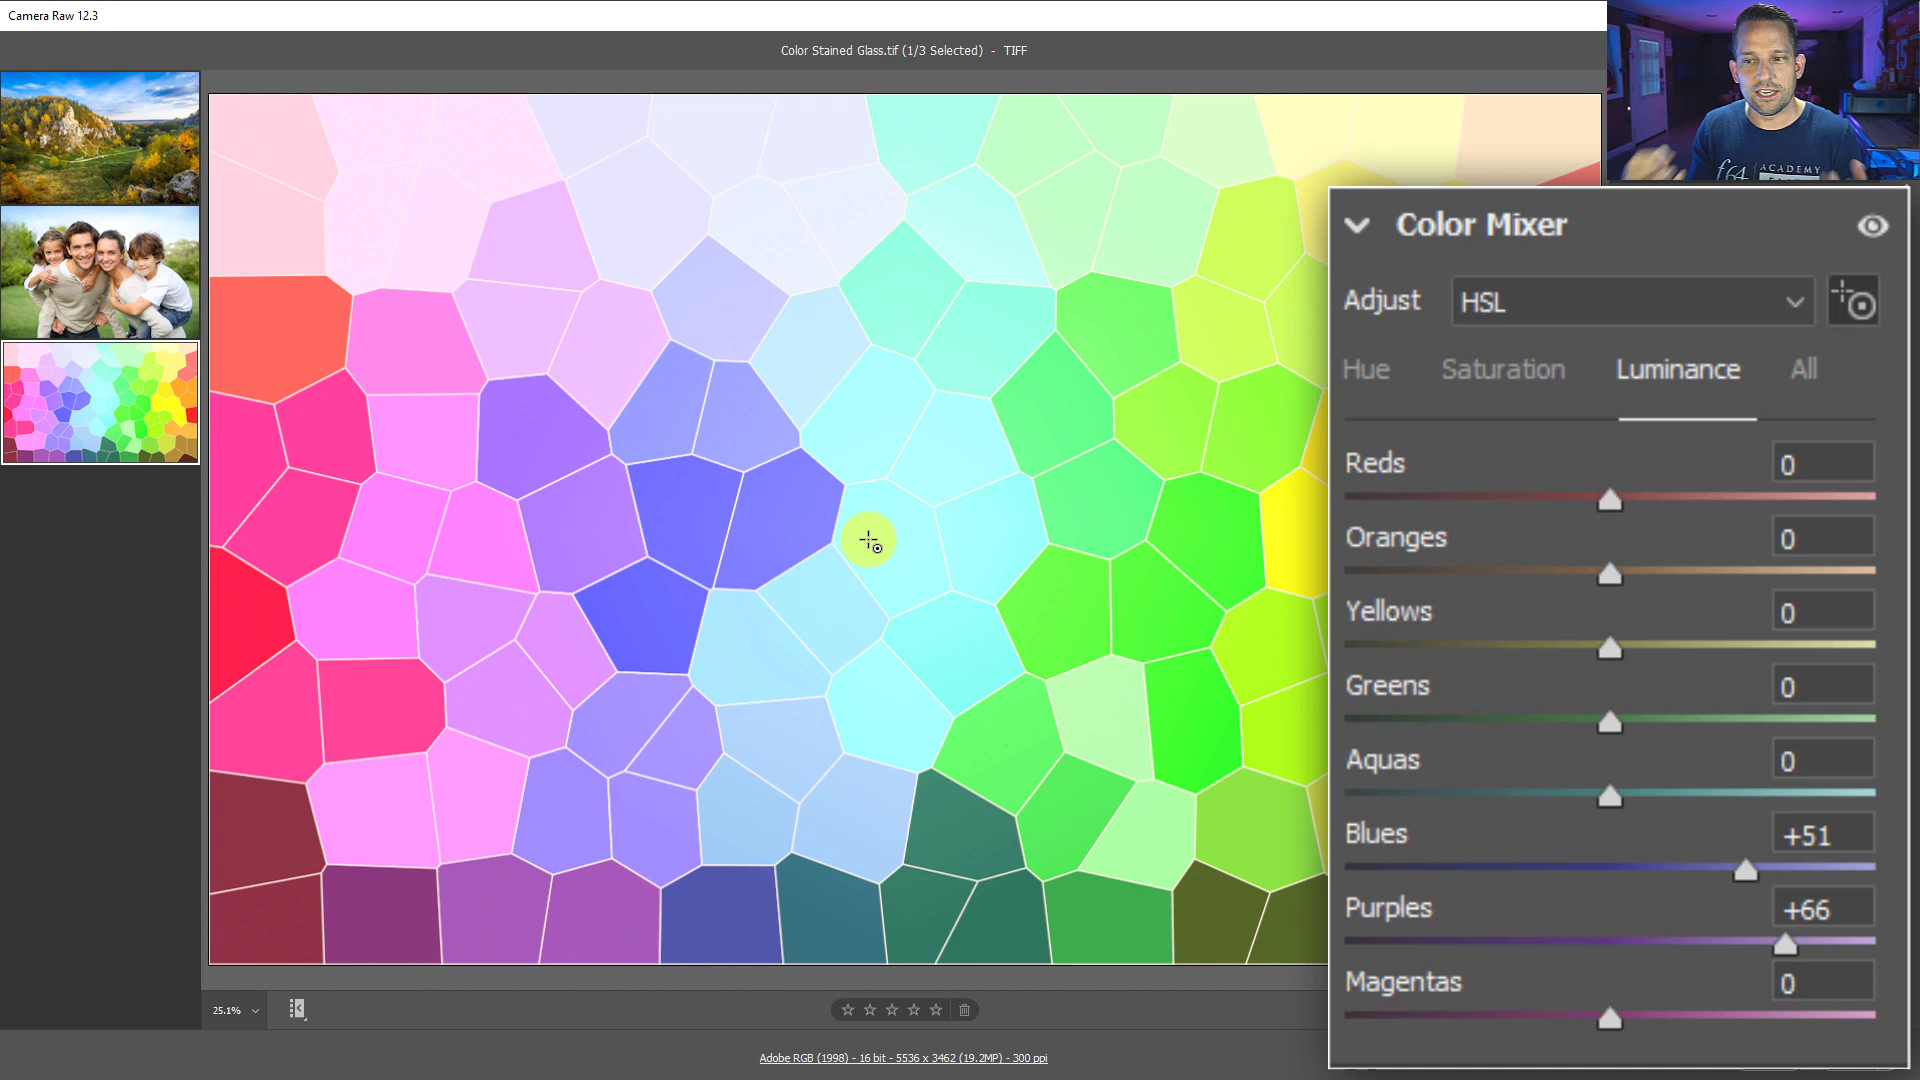 Camera Raw 12.3
Color Stained Glass.tif (1/3 Selected) - TIFF
f64 ACADEMY
Color Mixer
Adjust HSL
Hue Saturation Luminance All
Reds 0
Oranges 0
Yellows 0
Greens 0
Aquas 0
Blues +51
Purples +66
Magentas 0
25.1%
Adobe RGB (1998) - 16 bit - 5536 x 3462 (19.2MP) - 300 ppi